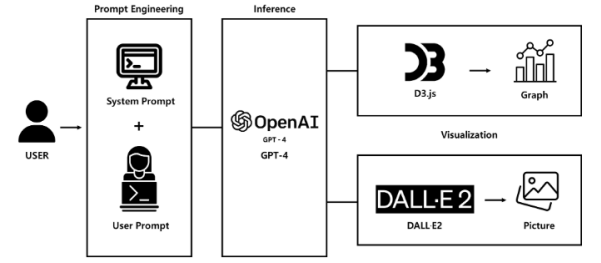 Prompt Engineering
Inference
System Prompt
+
User Prompt
USER
OpenAI
GPT - 4
GPT-4
D3
D3.js
Graph
Visualization
DALL·E 2
DALL·E2
Picture